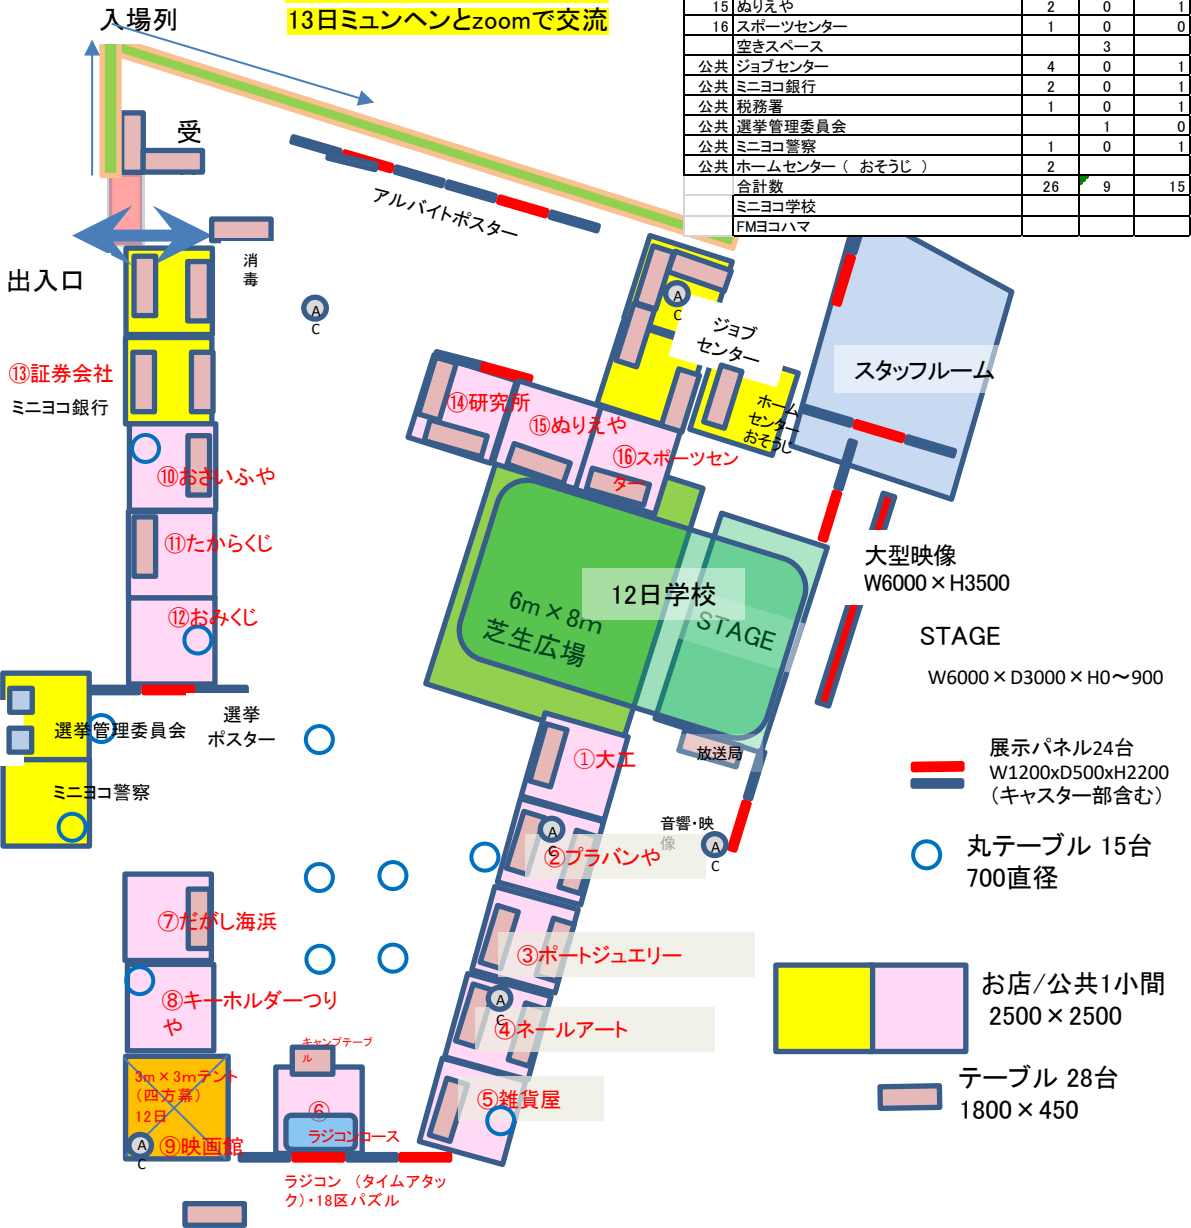 入場列
13日ミュンヘンとzoomで交流
15 ぬりえや 2 0 1
16 スポーツセンター 1 0 0
空きスペース 3
公共 ジョブセンター 4 0 1
公共 ミニヨコ銀行 2 0 1
公共 税務署 1 0 1
公共 選挙管理委員会 1 0
公共 ミニヨコ警察 1 0 1
公共 ホームセンター（ おそうじ ） 2
合計数 26 9 15
ミニヨコ学校
FMヨコハマ
受
アルバイトポスター
消
毒
出入口
A
C
A
C
ジョブ
センター
スタッフルーム
⑬証券会社
ミニヨコ銀行
⑭研究所
⑮ぬりえや
ホーム
センター
おそうじ
⑯スポーツセン
ター
⑩おさいふや
⑪たからくじ
⑫おみくじ
大型映像
W6000×H3500
12日学校
6m×8m
芝生広場
STAGE
STAGE
W6000×D3000×H0～900
選挙管理委員会
選挙
ポスター
ミニヨコ警察
①大工
放送局
展示パネル24台
W1200xD500xH2200
（キャスター部含む）
音響・映
像
A
C
A
C
②プラバンや
丸テーブル 15台
700直径
⑦だがし海浜
③ポートジュエリー
⑧キーホルダーつり
や
A
C
④ネールアート
お店/公共1小間
2500×2500
キャンプテーブ
ル
3m×3mテント
（四方幕）
12日
⑥
ラジコンコース
⑤雑貨屋
テーブル 28台
1800×450
A
C
⑨映画館
ラジコン （タイムアタッ
ク）・18区パズル